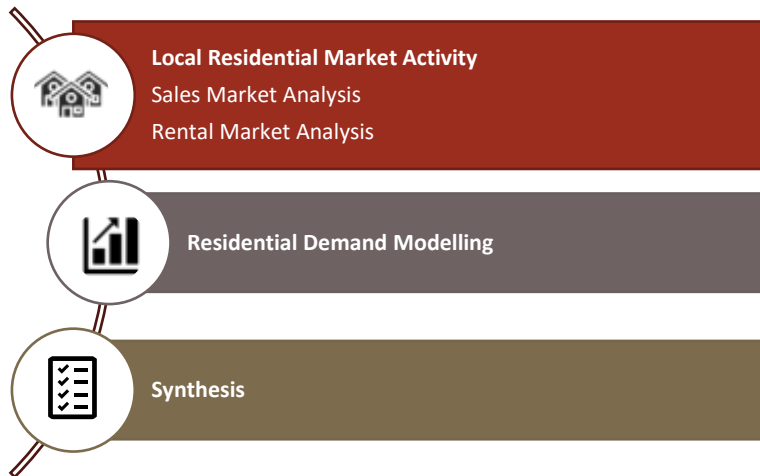 Local Residential Market Activity
Sales Market Analysis
Rental Market Analysis
Residential Demand Modelling
Synthesis